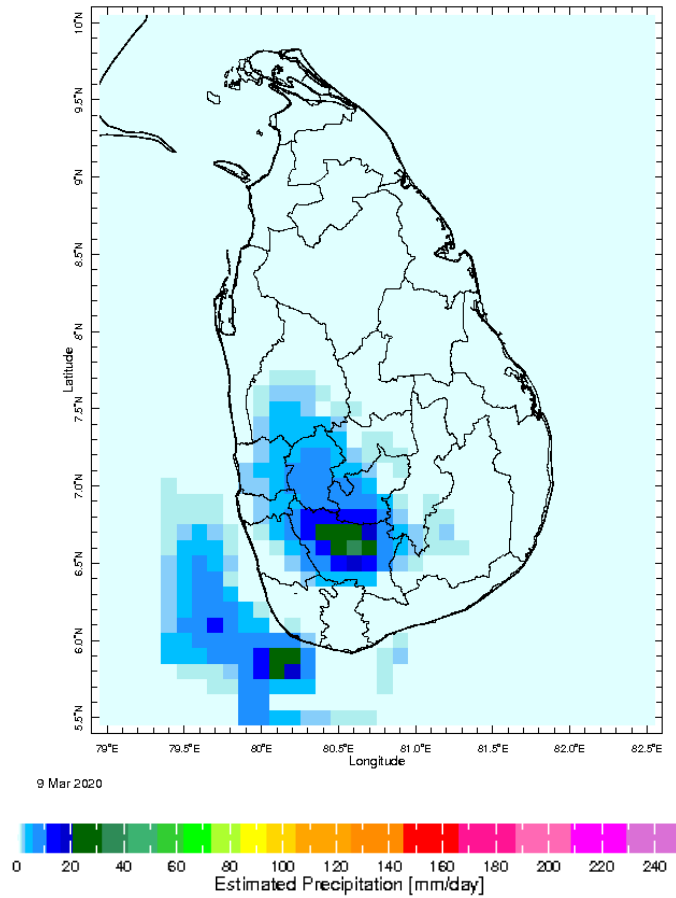 10°N
9.5°N
9°N
8.5°N
8°N
7.5°N
7.0°N
6.5°N
6.0°N
5.5°N
Latitude
79°E 79.5°E 80°E 80.5°E 81.0°E 81.5°E 82.0°E 82.5°E
Longitude
9 Mar 2020
0 20 40 60 80 100 120 140 160 180 200 220 240
Estimated Precipitation [mm/day]